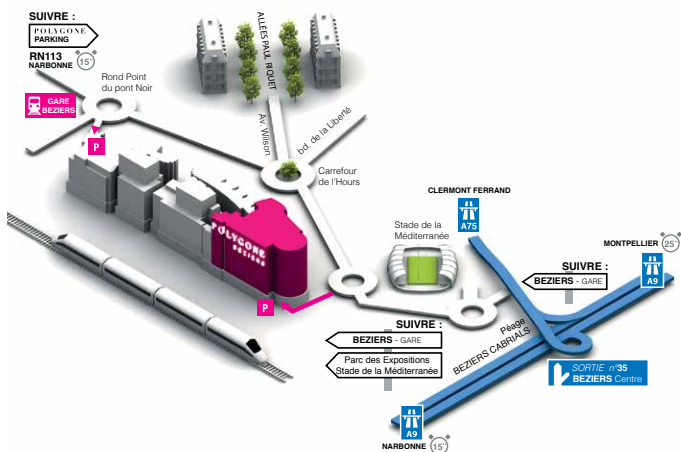 SUIVRE :
POLYGONE
PARKING
RN113
NARBONNE 15''
GARE
BEZIERS
Rond Point
du pont Noir
P
ALLÉES PAUL RIQUET
Av. Wilson
bd. de la Liberté
Carrefour
de l'Hours
POLYGONE
BÉZIERS
P
Stade de la
Méditerranée
CLERMONT FERRAND
A75
MONTPELLIER 25''
A9
SUIVRE :
BEZIERS - GARE
SUIVRE :
BEZIERS - GARE
Parc des Expositions
Stade de la Méditerranée
Péage
BEZIERS CABRIALS
SORTIE n°35
BEZIERS Centre
A9
NARBONNE 15''